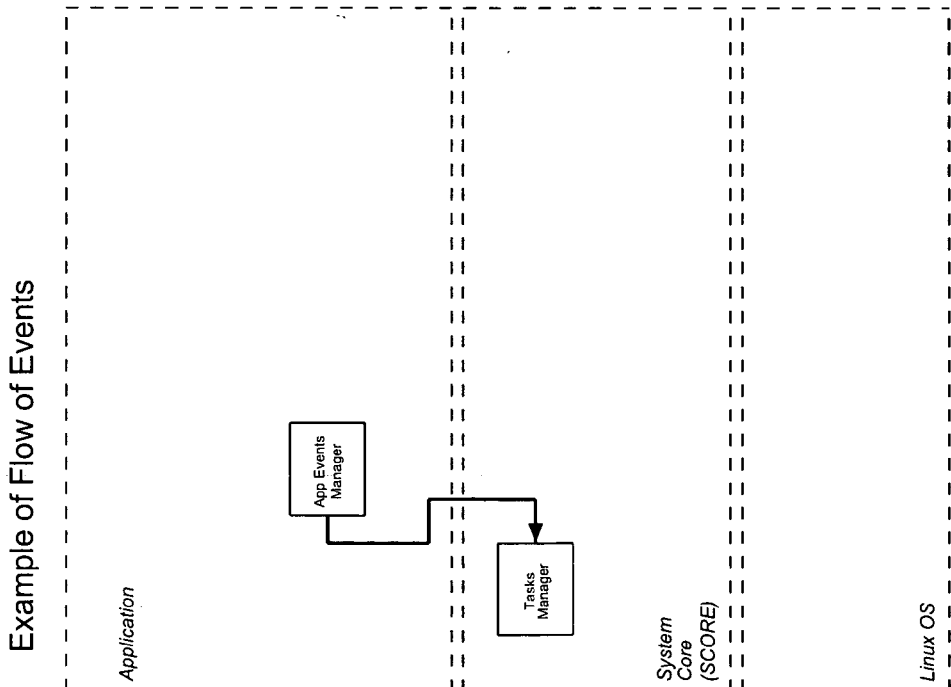 Example of Flow of Events
Application
App Events
Manager
Tasks
Manager
System
Core
(SCORE)
Linux OS